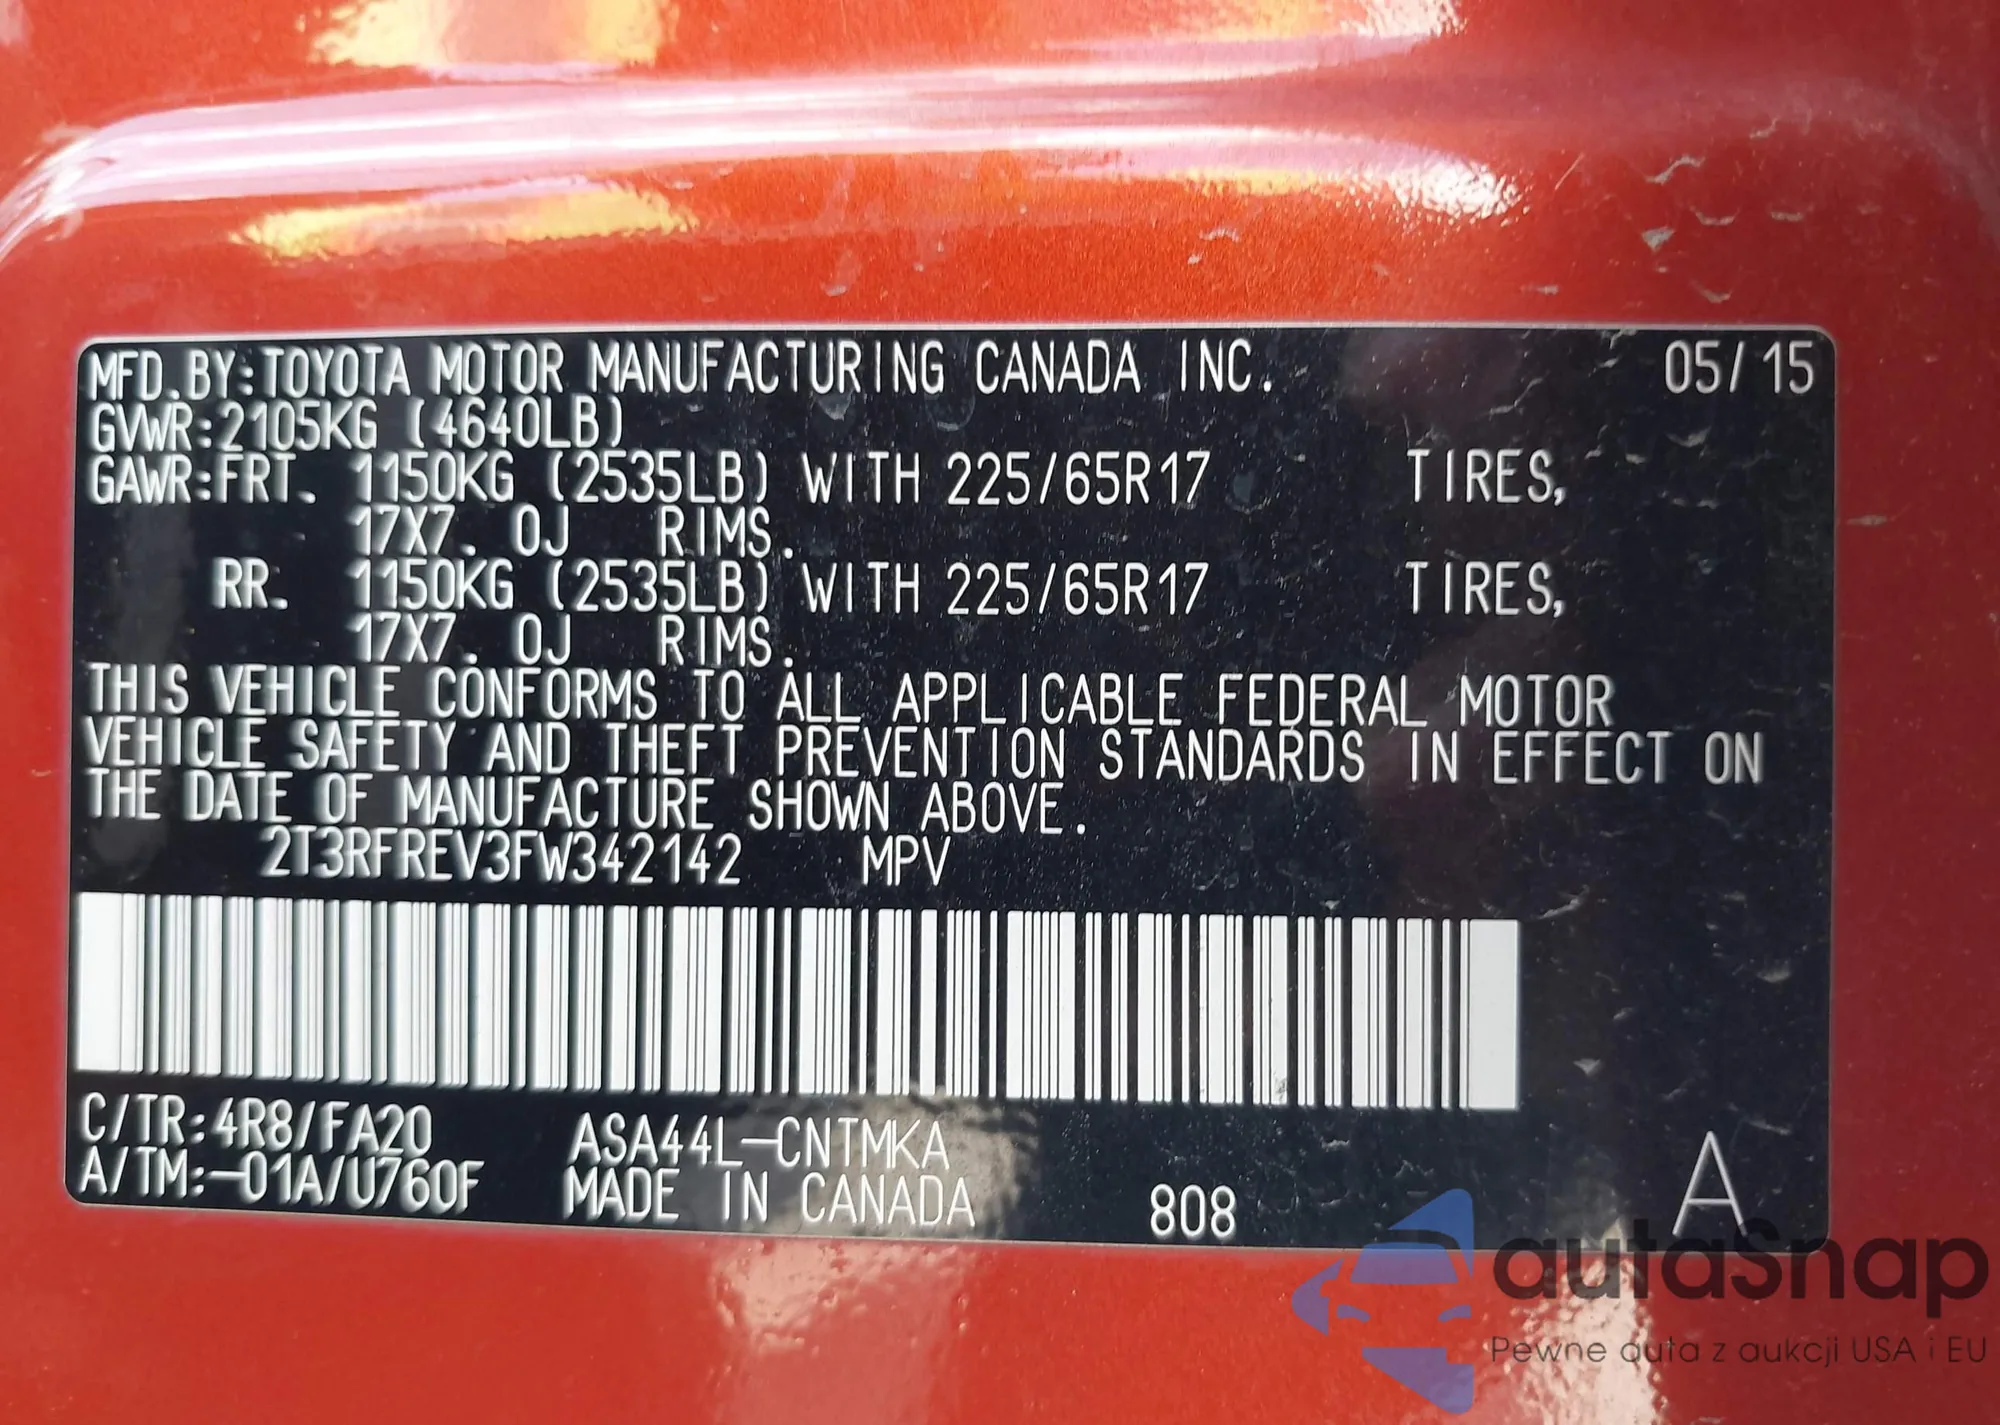 MFD.BY:TOYOTA MOTOR MANUFACTURING CANADA INC. 05/15
GVWR:2105KG (4640LB)
GAWR:FRT. 1150KG (2535LB) WITH 225/65R17 TIRES,
17X7. 0J RIMS.
RR. 1150KG (2535LB) WITH 225/65R17 TIRES,
17X7. 0J RIMS.
THIS VEHICLE CONFORMS TO ALL APPLICABLE FEDERAL MOTOR
VEHICLE SAFETY AND THEFT PREVENTION STANDARDS IN EFFECT ON
THE DATE OF MANUFACTURE SHOWN ABOVE.
2T3RFREV3FW342142 MPV
C/TR:4R8/FA20 ASA44L-CNTMKA
A/TM:-01A/U760F MADE IN CANADA 808 A
autaSnap
Pewne auta z aukcji USA i EU